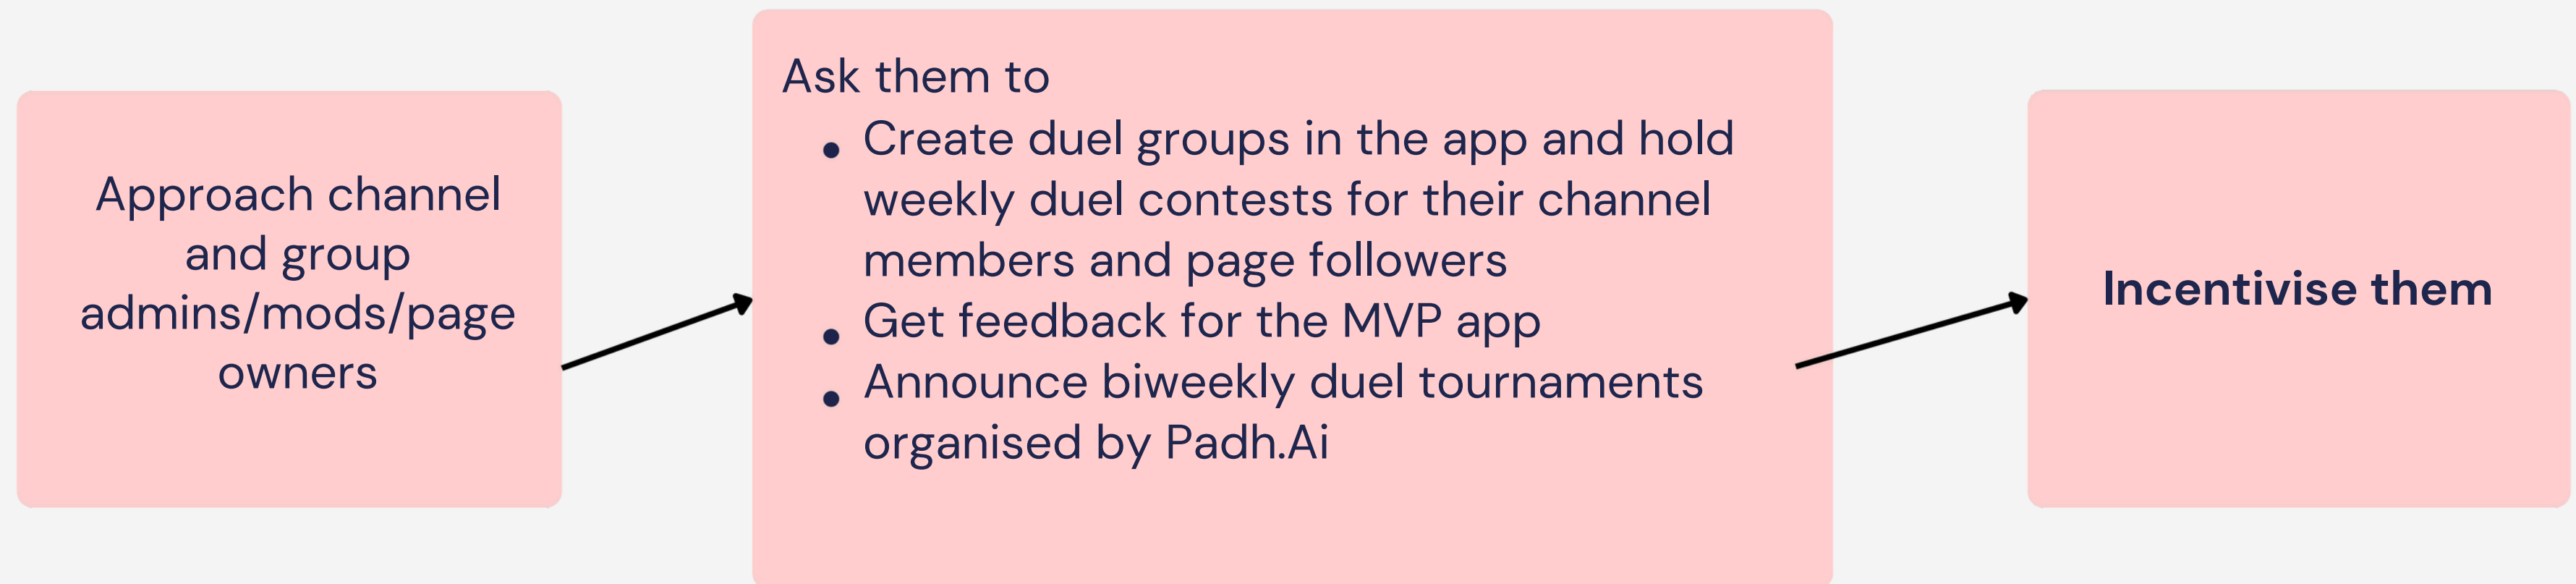 Approach channel
and group
admins/mods/page
owners
Ask them to
• Create duel groups in the app and hold
weekly duel contests for their channel
members and page followers
• Get feedback for the MVP app
• Announce biweekly duel tournaments
organised by Padh.Ai
Incentivise them